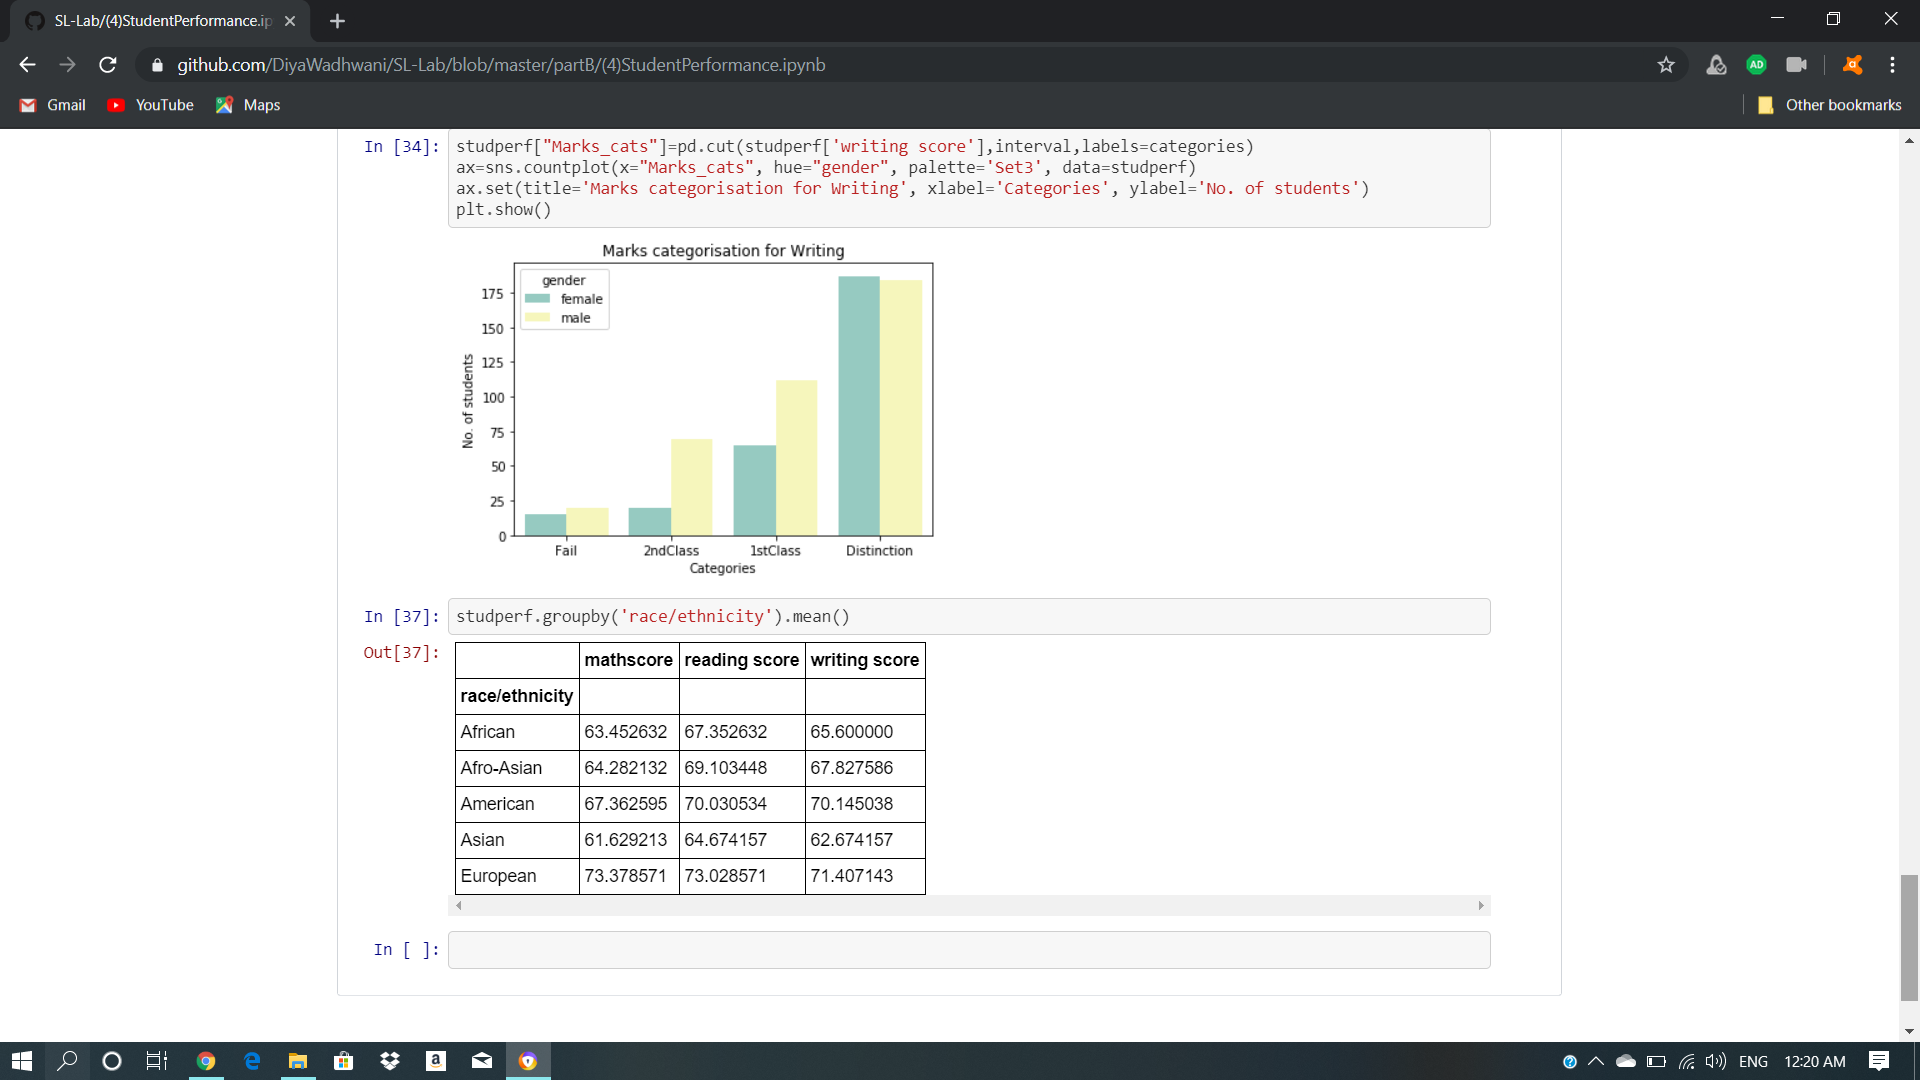 SL-Lab/(4)StudentPerformance.ip
github.com/DiyaWadhwani/SL-Lab/blob/master/partB/(4)StudentPerformance.ipynb
AD
a
Gmail YouTube Maps Other bookmarks
In [34]: studperf["Marks_cats"]=pd.cut(studperf['writing score'],interval,labels=categories)
ax=sns.countplot(x="Marks_cats", hue="gender", palette='Set3', data=studperf)
ax.set(title='Marks categorisation for Writing', xlabel='Categories', ylabel='No. of students')
plt.show()
Marks categorisation for Writing
gender
female
male
No. of students
175
150
125
100
75
50
25
0
Fail 2ndClass 1stClass Distinction
Categories
In [37]: studperf.groupby('race/ethnicity').mean()
Out[37]:
mathscore reading score writing score
race/ethnicity
African 63.452632 67.352632 65.600000
Afro-Asian 64.282132 69.103448 67.827586
American 67.362595 70.030534 70.145038
Asian 61.629213 64.674157 62.674157
European 73.378571 73.028571 71.407143
In [ ]:
a
ENG 12:20 AM